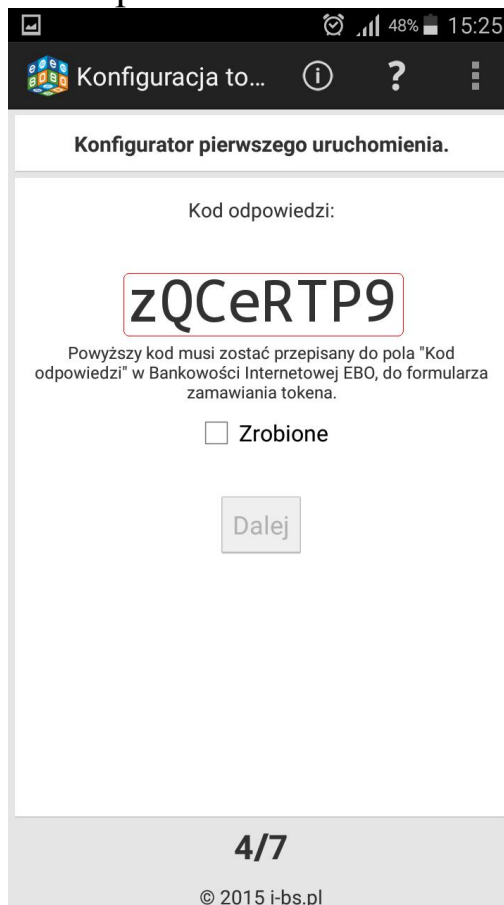 48% 15:25
Konfiguracja to... i ?
Konfigurator pierwszego uruchomienia.
Kod odpowiedzi:
zQCeRTP9
Powyższy kod musi zostać przepisany do pola "Kod
odpowiedzi" w Bankowości Internetowej EBO, do formularza
zamawiania tokena.
Zrobione
Dalej
4/7
© 2015 i-bs.pl